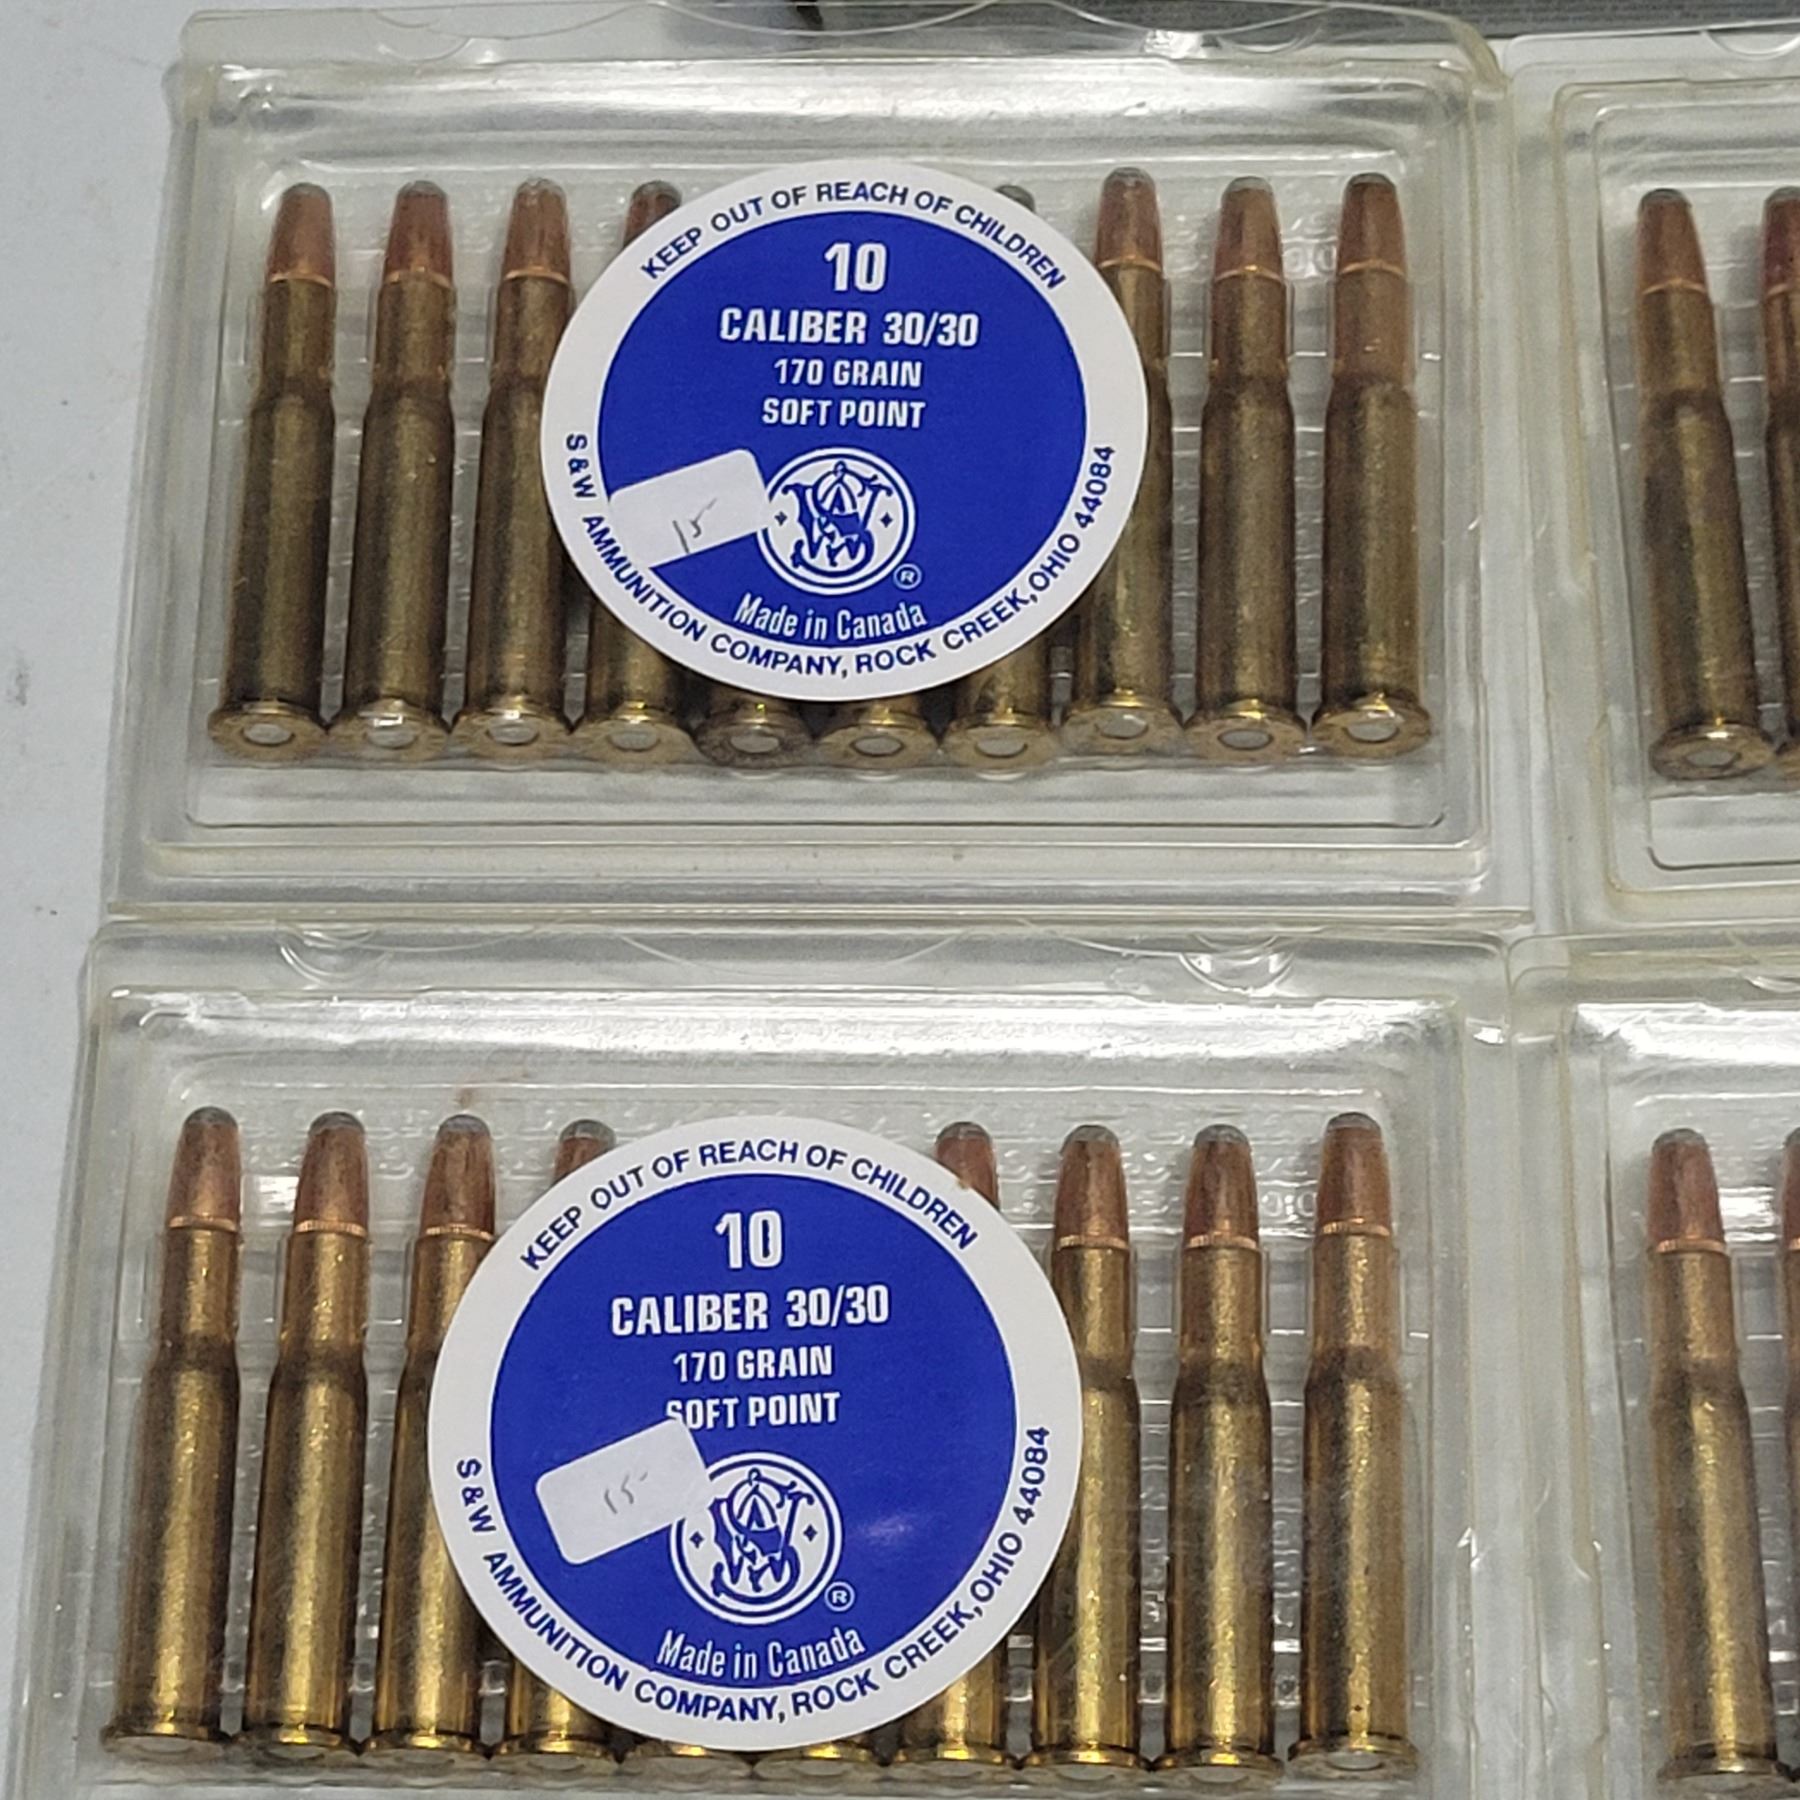 KEEP OUT OF REACH OF CHILDREN
10
CALIBER 30/30
170 GRAIN
SOFT POINT
15-
®
Made in Canada
S&W AMMUNITION COMPANY, ROCK CREEK, OHIO 44084
KEEP OUT OF REACH OF CHILDREN
10
CALIBER 30/30
170 GRAIN
SOFT POINT
15-
®
Made in Canada
S&W AMMUNITION COMPANY, ROCK CREEK, OHIO 44084